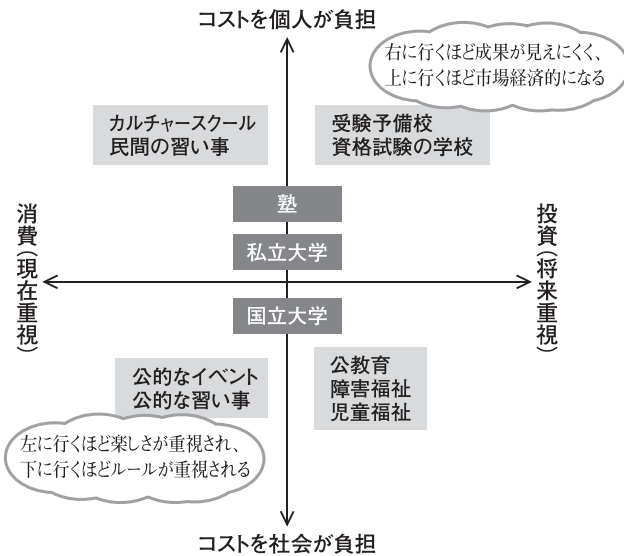 コストを個人が負担
右に行くほど成果が見えにくく、
上に行くほど市場経済的になる
カルチャースクール
民間の習い事
受験予備校
資格試験の学校
塾
私立大学
消費(現在重視)
投資(将来重視)
国立大学
公的なイベント
公的な習い事
公教育
障害福祉
児童福祉
左に行くほど楽しさが重視され、
下に行くほどルールが重視される
コストを社会が負担